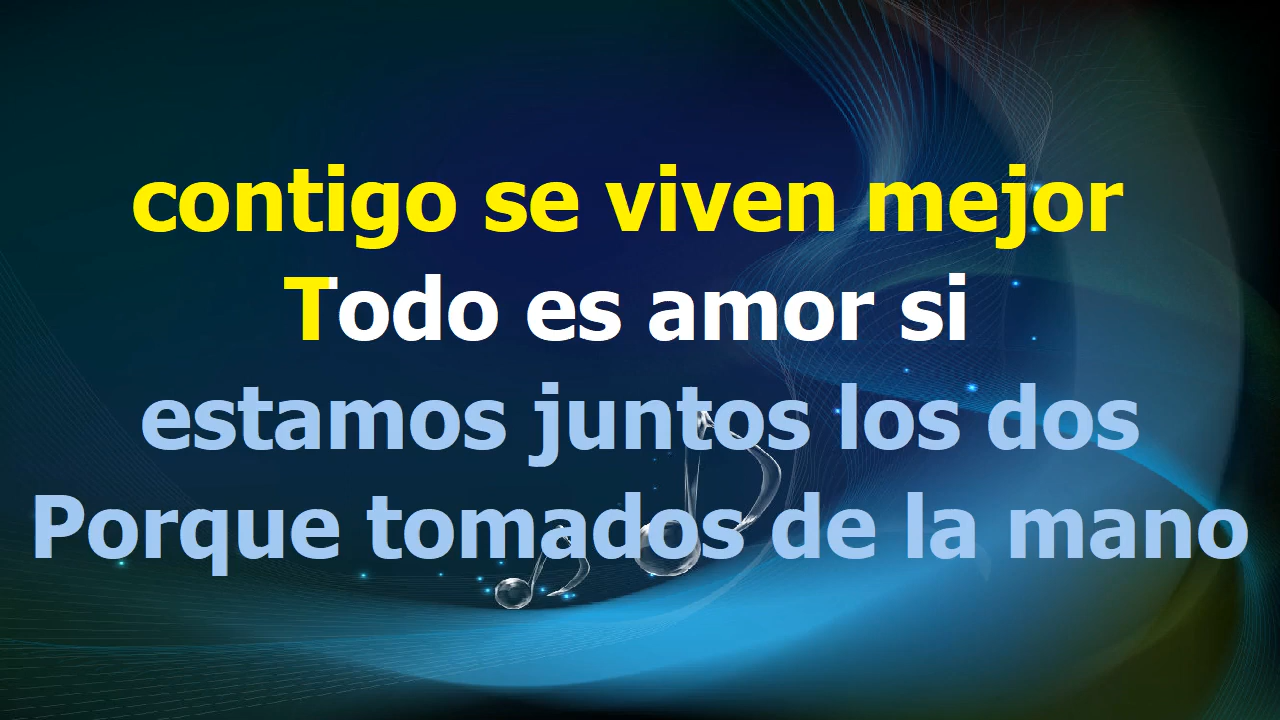 contigo se viven mejor
Todo es amor si
estamos juntos los dos
Porque tomados de la mano